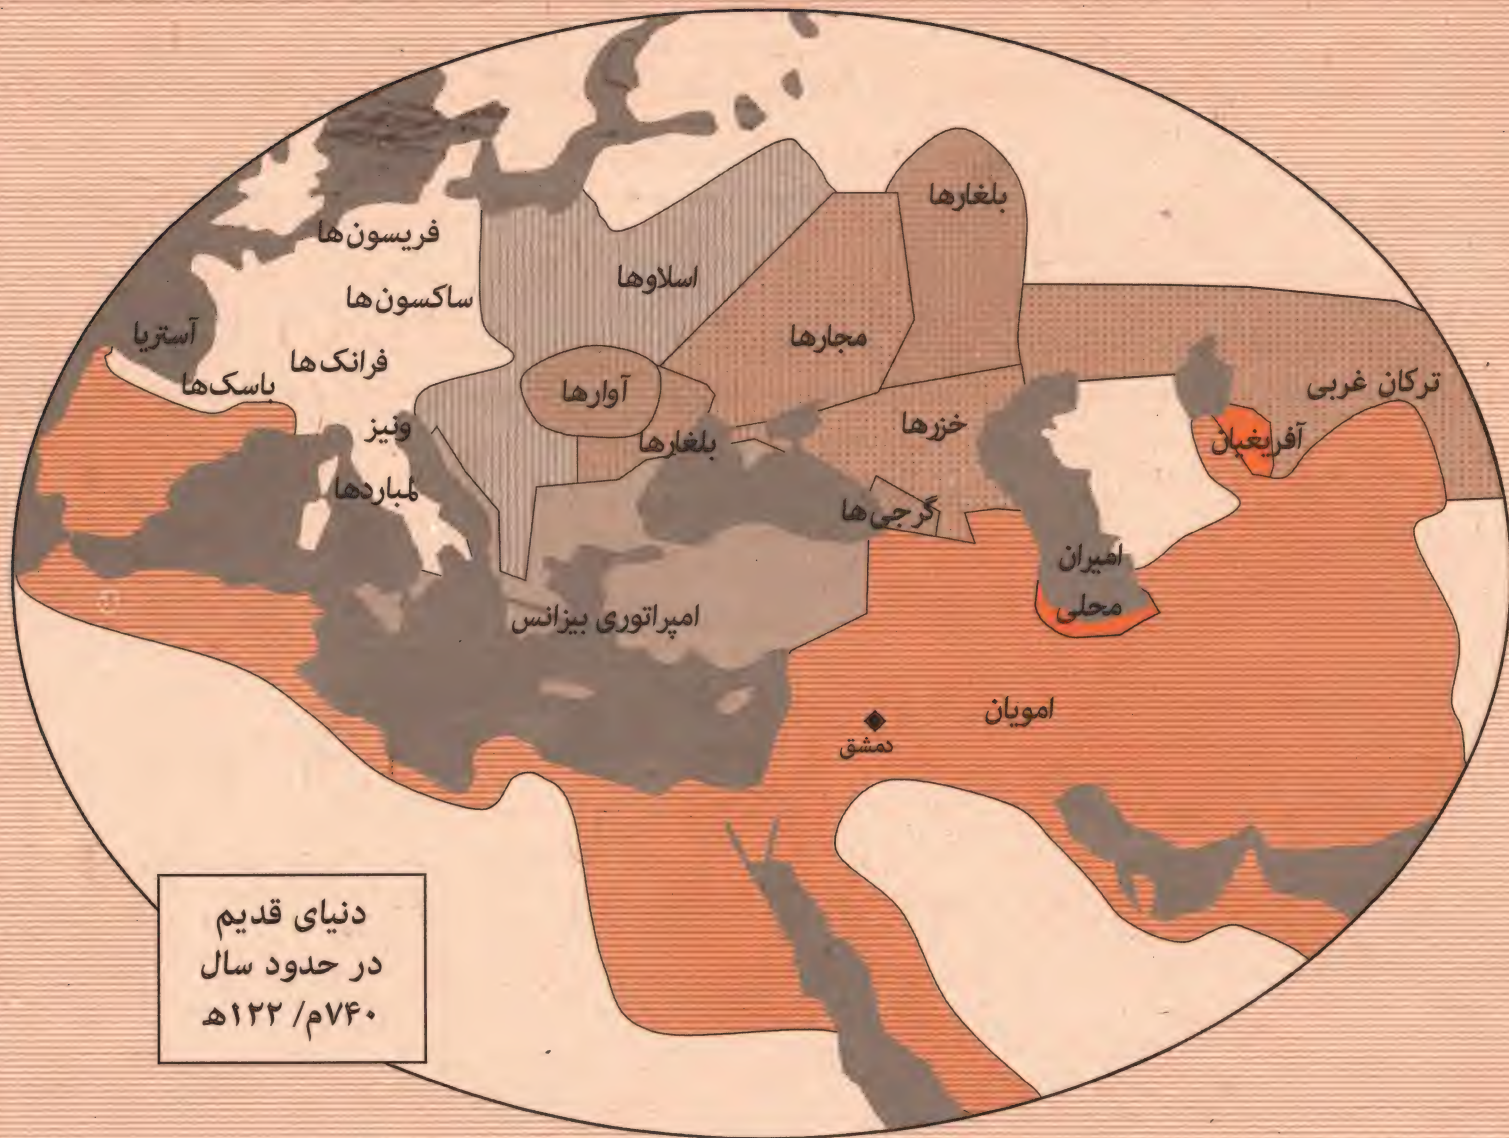 بلغارها
فریسون‌ها
اسلاوها
ساکسون‌ها
آستریا
مجارها
فرانک‌ها
باسک‌ها
آوارها
ترکان غربی
ونیز
بلغارها
خزرها
آفریغیان
لمباردها
گرجی‌ها
امیران
محلی
امپراتوری بیزانس
امویان
دمشق
دنیای قدیم
در حدود سال
۷۴۰م/ ۱۲۲ه